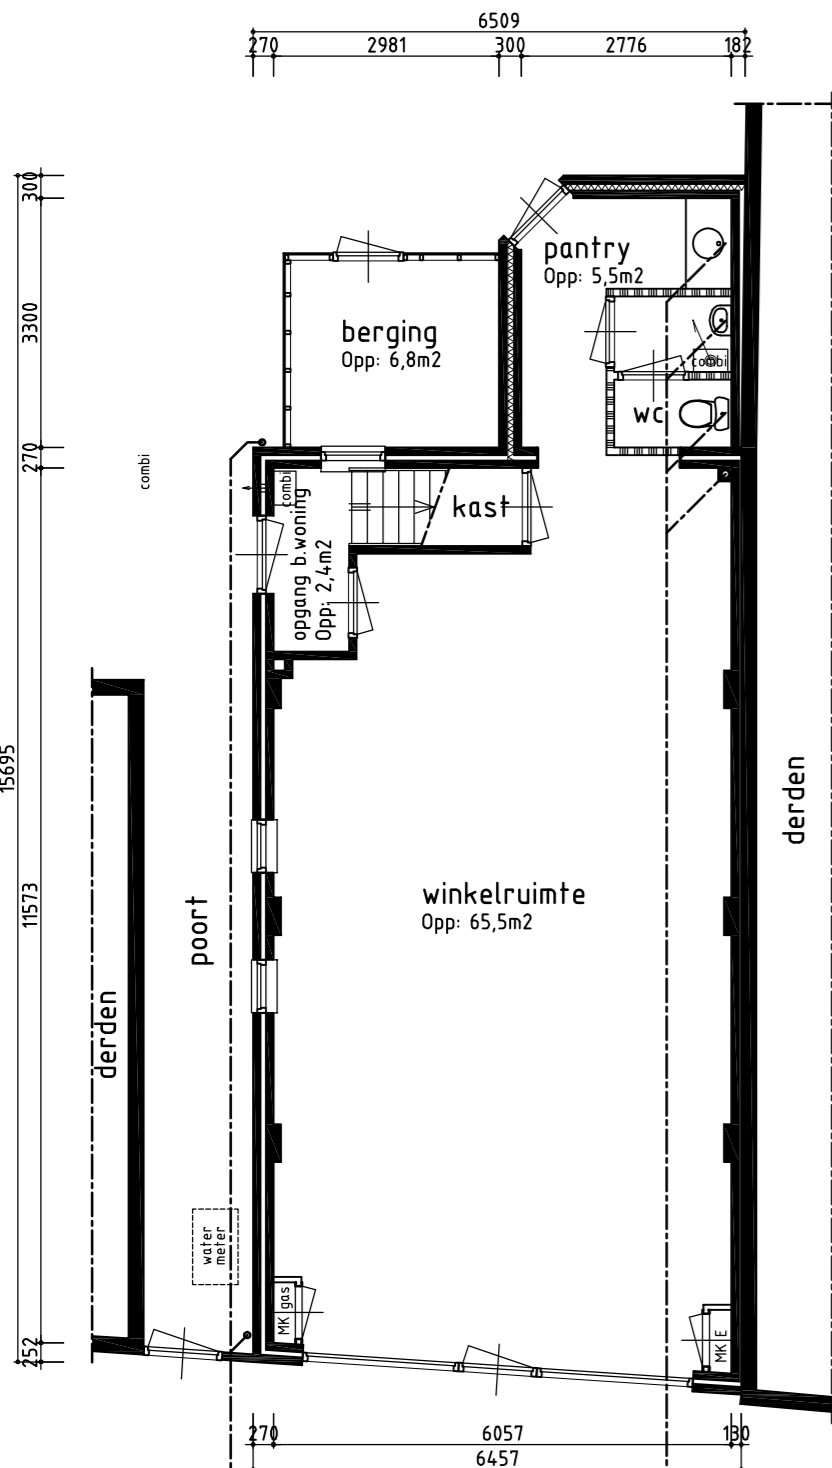 6509
270 2981 300 2776 182
300
3300
270
15695
11573
252
pantry
Opp: 5,5m2
berging
Opp: 6,8m2
combi
wc
combi
combi
kast
opgang b.woning
Opp: 2,4m2
derden
winkelruimte
Opp: 65,5m2
poort
derden
water
meter
MK gas
MK E
270 6057 130
6457